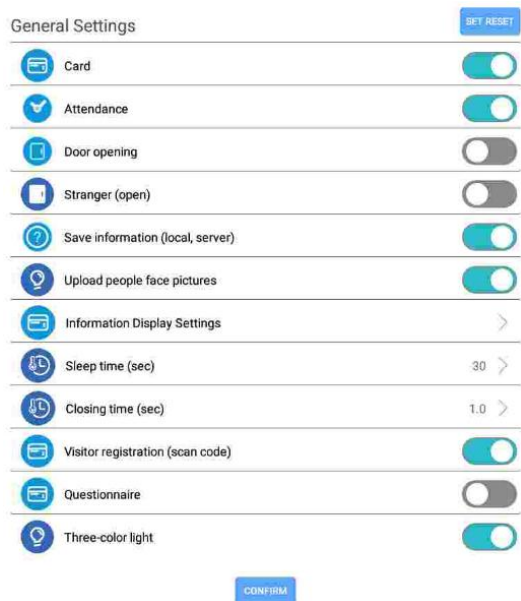 General Settings
SET RESET
Card
Attendance
Door opening
Stranger (open)
Save information (local, server)
Upload people face pictures
Information Display Settings
Sleep time (sec) 30
Closing time (sec) 1.0
Visitor registration (scan code)
Questionnaire
Three-color light
CONFIRM